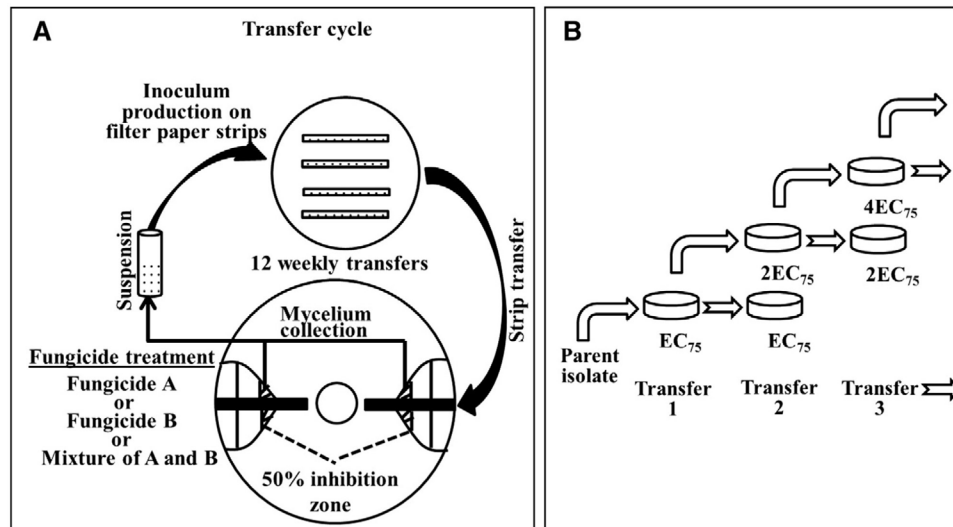 A
Transfer cycle
Inoculum
production on
filter paper strips
Suspension
12 weekly transfers
Strip transfer
Mycelium
collection
Fungicide treatment
Fungicide A
or
Fungicide B
or
Mixture of A and B
50% inhibition
zone
B
4EC75
2EC75
2EC75
EC75
EC75
Parent
isolate
Transfer
1
Transfer
2
Transfer
3